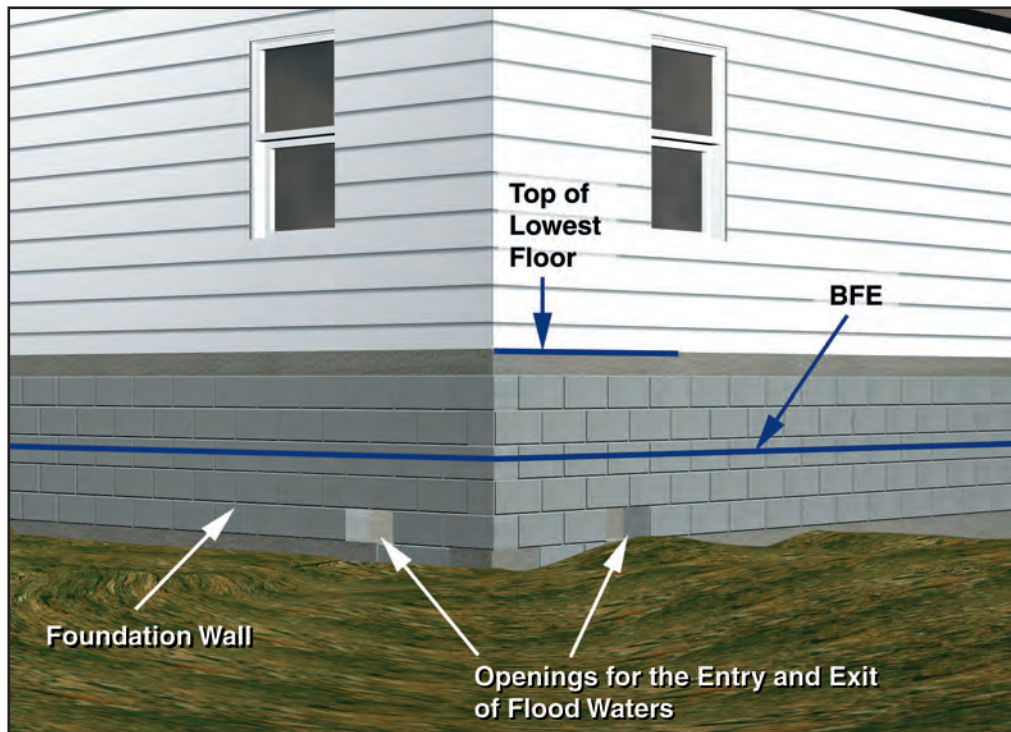 Top of
Lowest
Floor
BFE
Foundation Wall
Openings for the Entry and Exit
of Flood Waters